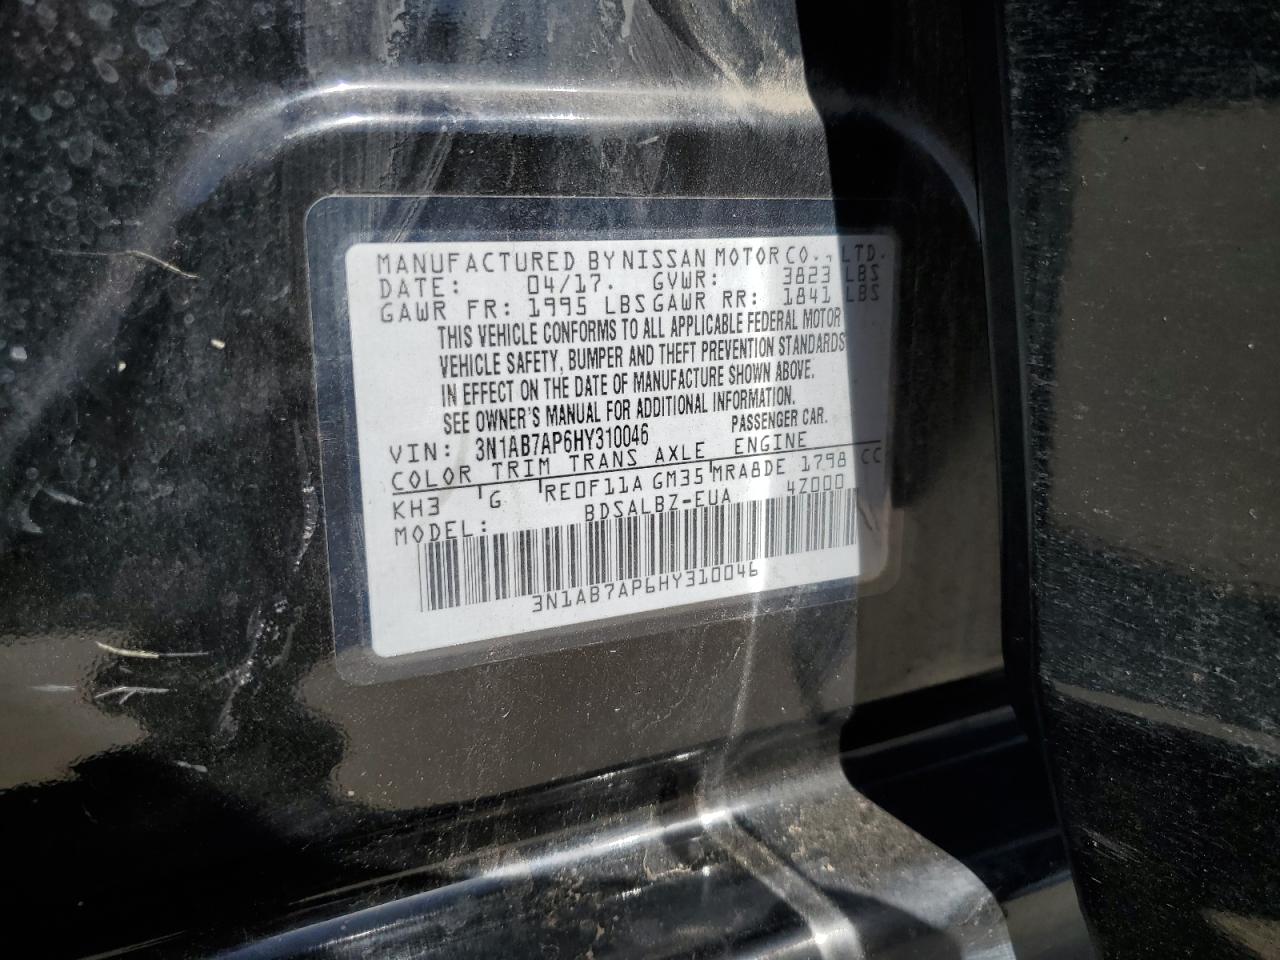 MANUFACTURED BY NISSAN MOTOR CO., LTD.
DATE: 04/17. GVWR: 3823 LBS
GAWR FR: 1995 LBS GAWR RR: 1841 LBS
THIS VEHICLE CONFORMS TO ALL APPLICABLE FEDERAL MOTOR
VEHICLE SAFETY, BUMPER AND THEFT PREVENTION STANDARDS
IN EFFECT ON THE DATE OF MANUFACTURE SHOWN ABOVE.
SEE OWNER'S MANUAL FOR ADDITIONAL INFORMATION.
VIN: 3N1AB7AP6HY310046 PASSENGER CAR.
COLOR TRIM TRANS AXLE ENGINE
KH3 G RE0F11A GM35 MRA8DE 1798 CC
MODEL: BDSALBZ-EUA 4Z000
3N1AB7AP6HY310046